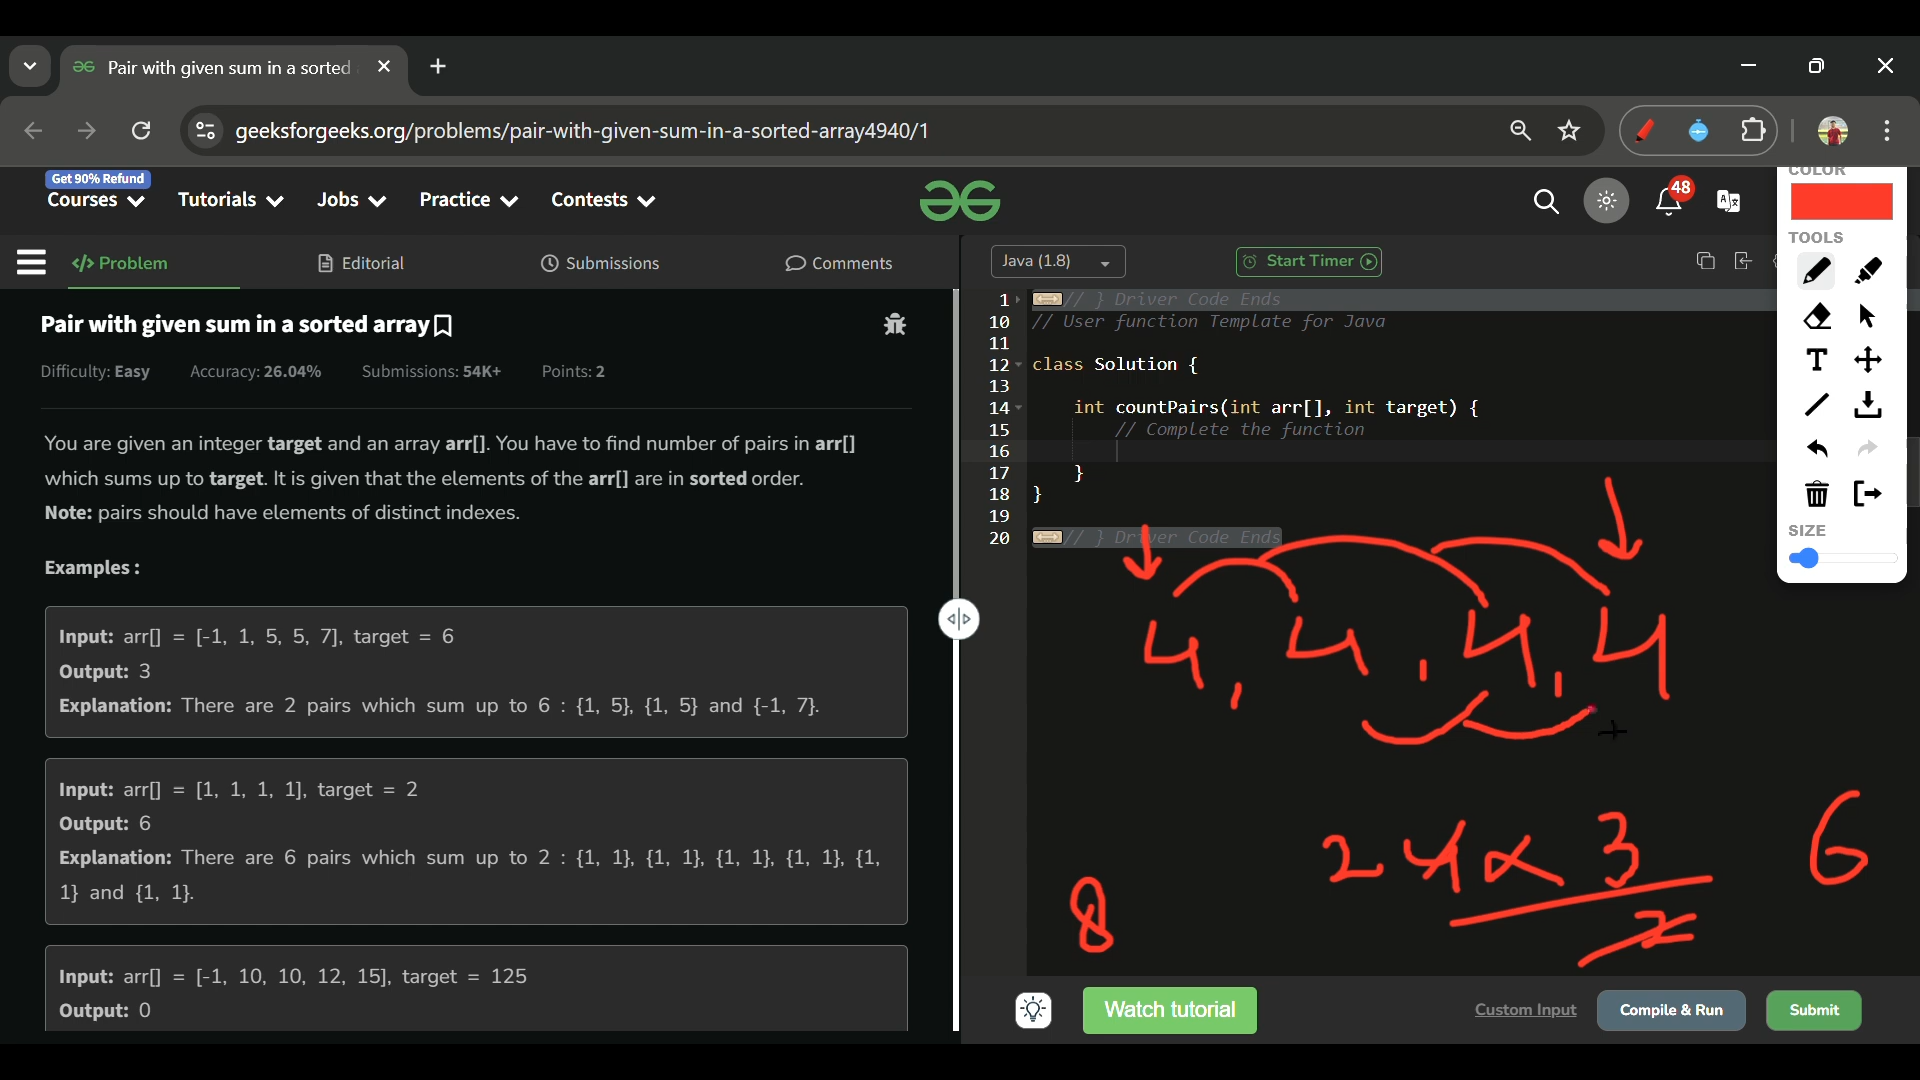 Pair with given sum in a sorted
geeksforgeeks.org/problems/pair-with-given-sum-in-a-sorted-array4940/1
Get 90% Refund
Courses Tutorials Jobs Practice Contests
48
COLOR
TOOLS
T
SIZE
</> Problem Editorial Submissions Comments
Java (1.8) Start Timer
Pair with given sum in a sorted array
Difficulty: Easy Accuracy: 26.04% Submissions: 54K+ Points: 2
You are given an integer target and an array arr[]. You have to find number of pairs in arr[]
which sums up to target. It is given that the elements of the arr[] are in sorted order.
Note: pairs should have elements of distinct indexes.
Examples :
Input: arr[] = [-1, 1, 5, 5, 7], target = 6
Output: 3
Explanation: There are 2 pairs which sum up to 6 : {1, 5}, {1, 5} and {-1, 7}.
Input: arr[] = [1, 1, 1, 1], target = 2
Output: 6
Explanation: There are 6 pairs which sum up to 2 : {1, 1}, {1, 1}, {1, 1}, {1, 1}, {1,
1} and {1, 1}.
Input: arr[] = [-1, 10, 10, 12, 15], target = 125
Output: 0
1 // } Driver Code Ends
10 // User function Template for Java
11
12 class Solution {
13
14 int countPairs(int arr[], int target) {
15 // Complete the function
16
17 }
18 }
19
20 // } Driver Code Ends
4, 4, 4, 4
2 4 x 3
2
6
8
Watch tutorial
Custom Input Compile & Run Submit